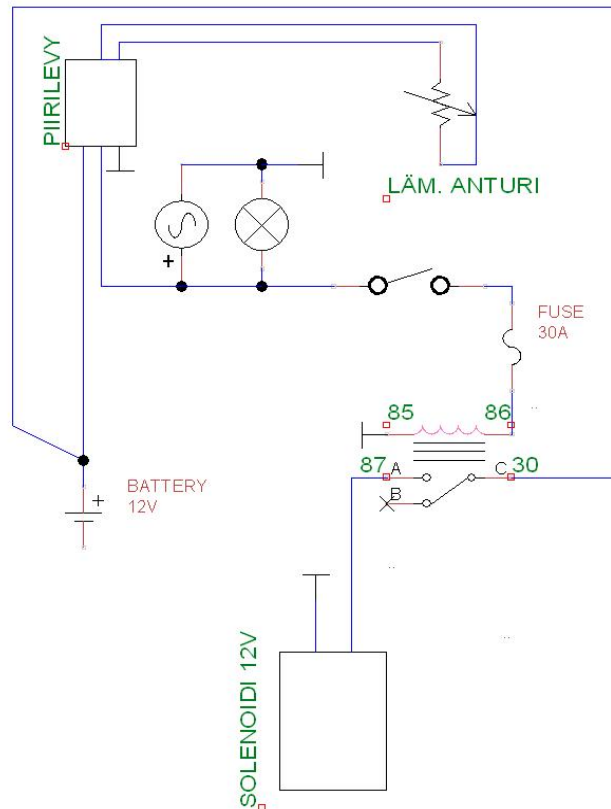 PIIRILEVY
LÄM. ANTURI
+
FUSE
30A
85
86
87
A
C
30
B
BATTERY
12V
+
SOLENOIDI 12V